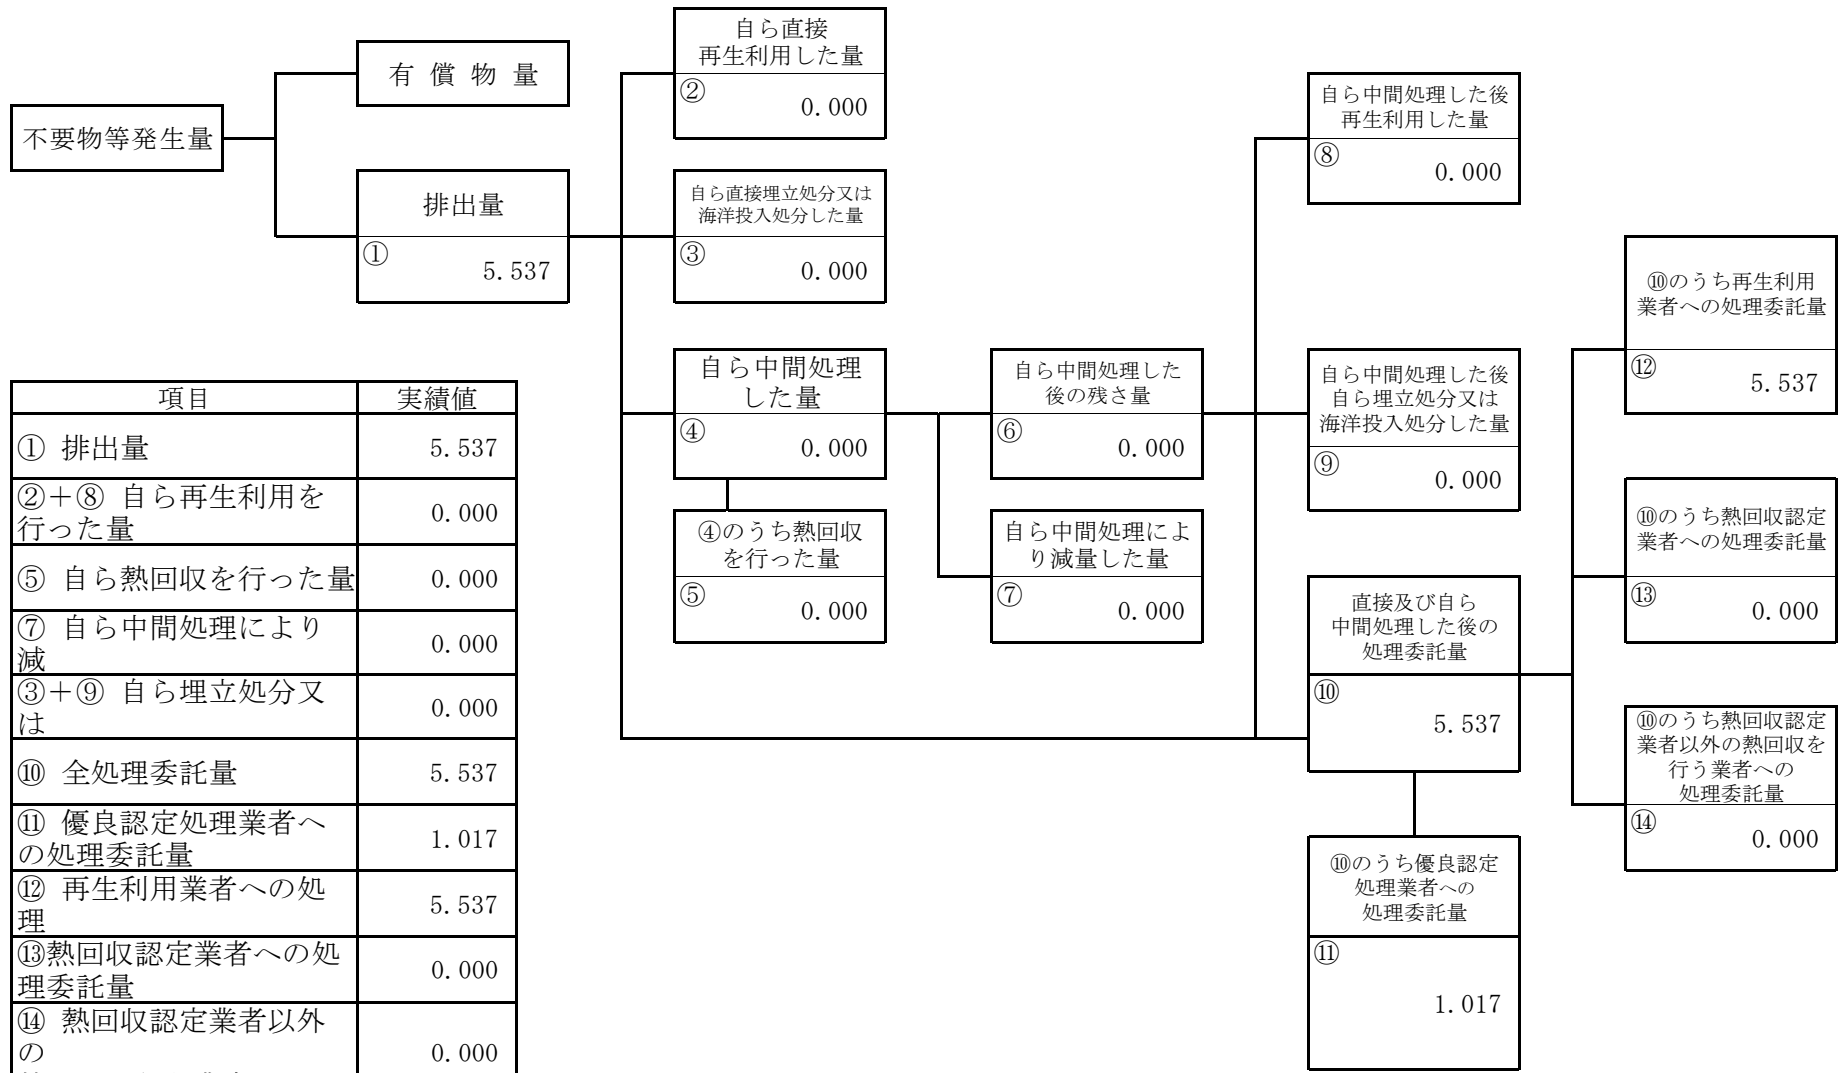 不要物等発生量
有 償 物 量
排出量
①
5.537
自ら直接
再生利用した量
②
0.000
自ら直接埋立処分又は
海洋投入処分した量
③
0.000
自ら中間処理
した量
④
0.000
④のうち熱回収
を行った量
⑤
0.000
自ら中間処理した
後の残さ量
⑥
0.000
自ら中間処理によ
り減量した量
⑦
0.000
自ら中間処理した後
再生利用した量
⑧
0.000
自ら中間処理した後
自ら埋立処分又は
海洋投入処分した量
⑨
0.000
直接及び自ら
中間処理した後の
処理委託量
⑩
5.537
⑩のうち優良認定
処理業者への
処理委託量
⑪
1.017
⑩のうち再生利用
業者への処理委託量
⑫
5.537
⑩のうち熱回収認定
業者への処理委託量
⑬
0.000
⑩のうち熱回収認定
業者以外の熱回収を
行う業者への
処理委託量
⑭
0.000
項目 実績値
① 排出量 5.537
②＋⑧ 自ら再生利用を
行った量 0.000
⑤ 自ら熱回収を行った量 0.000
⑦ 自ら中間処理により
減 0.000
③＋⑨ 自ら埋立処分又
は 0.000
⑩ 全処理委託量 5.537
⑪ 優良認定処理業者へ
の処理委託量 1.017
⑫ 再生利用業者への処
理 5.537
⑬熱回収認定業者への処
理委託量 0.000
⑭ 熱回収認定業者以外
の 0.000